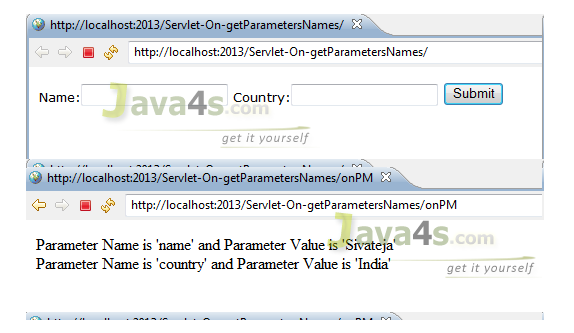 http://localhost:2013/Servlet-On-getParametersNames/
http://localhost:2013/Servlet-On-getParametersNames/
Name: Country: Submit
Java4s.com
get it yourself
http://localhost:2013/Servlet-On-getParametersNames/onPM
http://localhost:2013/Servlet-On-getParametersNames/onPM
Java4s.com
Parameter Name is 'name' and Parameter Value is 'Sivateja'
Parameter Name is 'country' and Parameter Value is 'India'
get it yourself